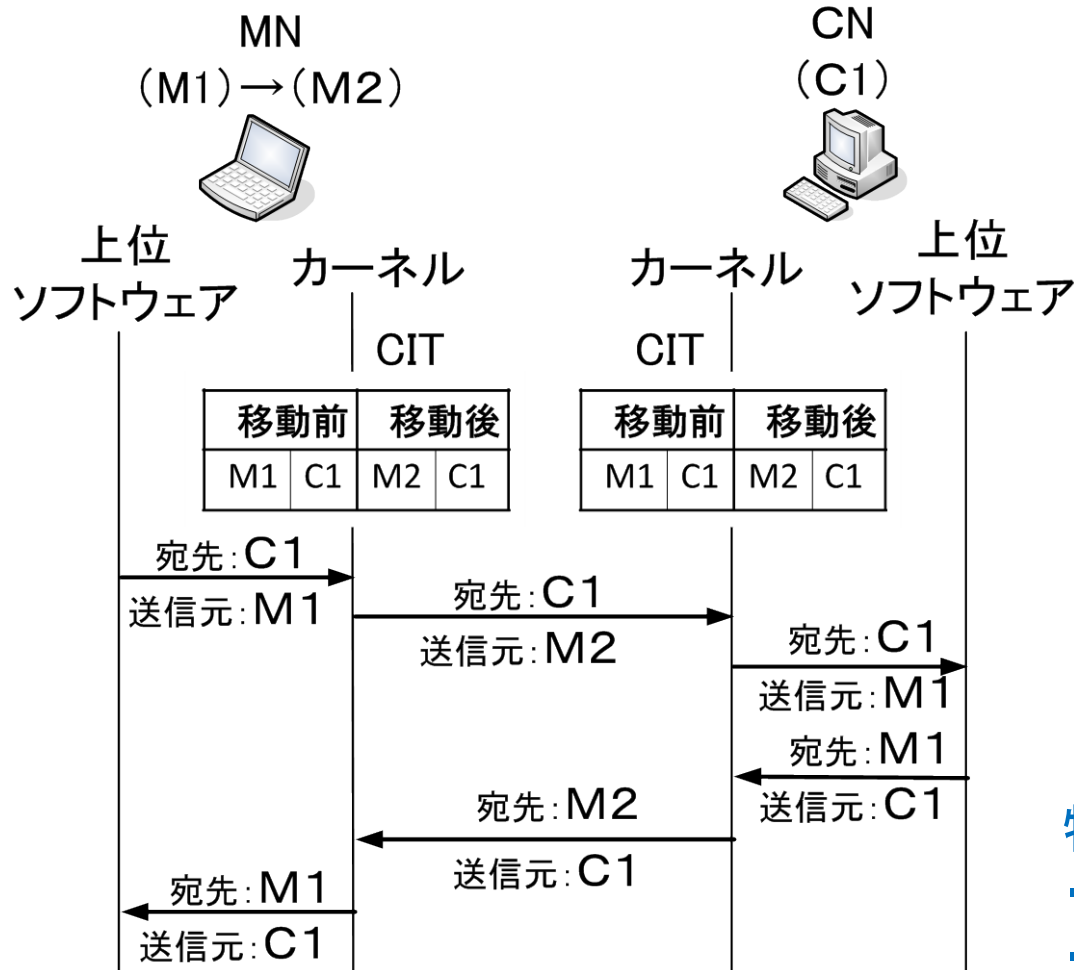 MN
（M1）→（M2）
CN
（C1）
上位
ソフトウェア
カーネル
カーネル
上位
ソフトウェア
CIT
CIT
移動前 移動後
M1 C1 M2 C1
移動前 移動後
M1 C1 M2 C1
宛先:C1
送信元:M1
宛先:C1
送信元:M2
宛先:C1
送信元:M1
宛先:M1
送信元:C1
宛先:M2
送信元:C1
宛先:M1
送信元:C1